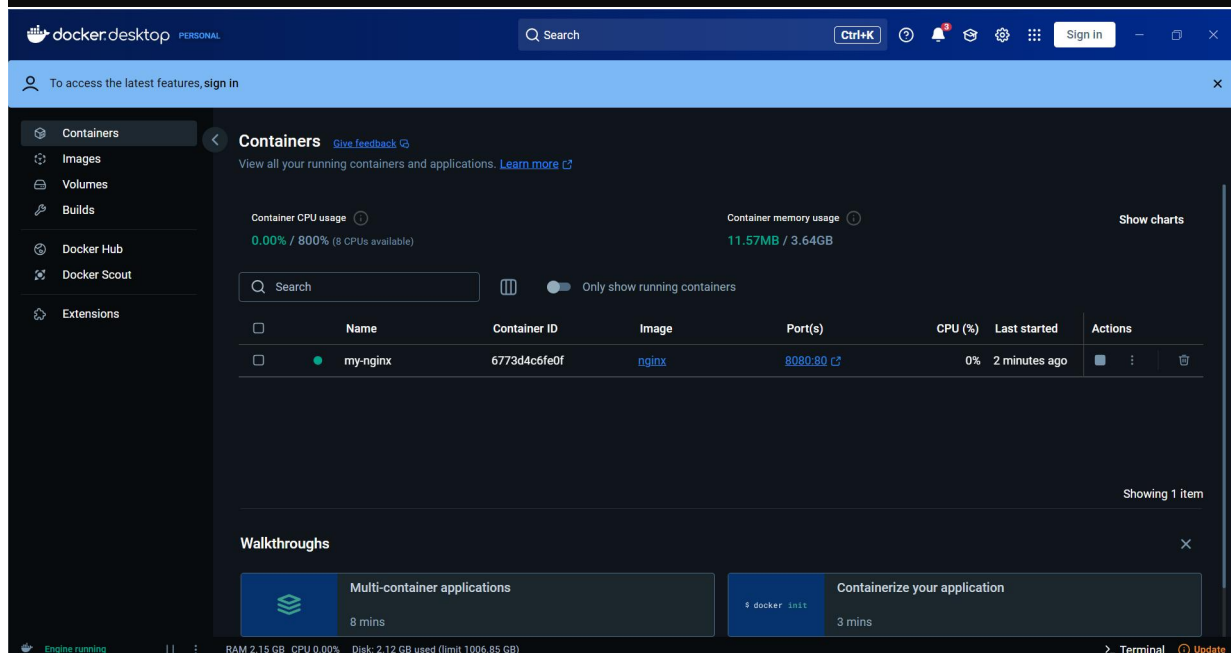 docker.desktop PERSONAL Search Ctrl+K 3 Sign in
To access the latest features, sign in
Containers
Images
Volumes
Builds
Docker Hub
Docker Scout
Extensions
Containers Give feedback
View all your running containers and applications. Learn more
Container CPU usage
0.00% / 800% (8 CPUs available)
Container memory usage
11.57MB / 3.64GB
Show charts
Search
Only show running containers
Name Container ID Image Port(s) CPU (%) Last started Actions
my-nginx 6773d4c6fe0f nginx 8080:80 0% 2 minutes ago
Showing 1 item
Walkthroughs
Multi-container applications
8 mins
$ docker init
Containerize your application
3 mins
Engine running RAM 2.15 GB CPU 0.00% Disk: 2.12 GB used (limit 1006.85 GB) Terminal Update